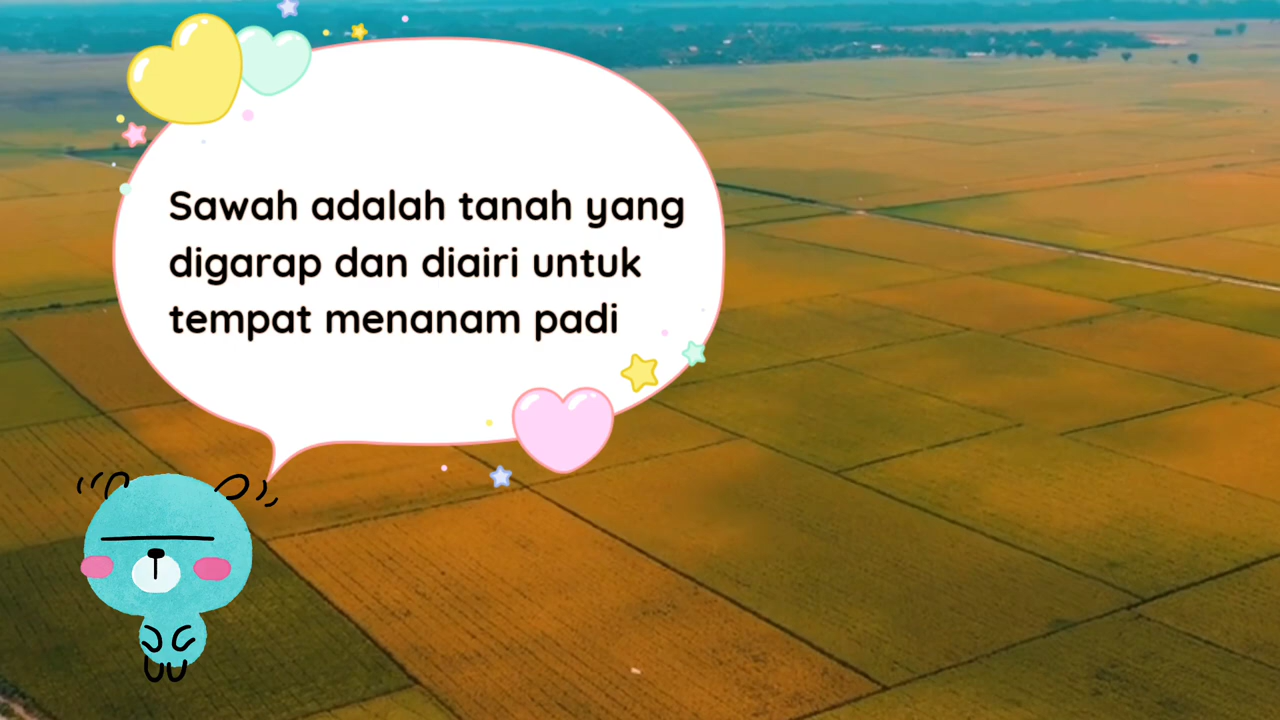 Sawah adalah tanah yang
digarap dan diairi untuk
tempat menanam padi